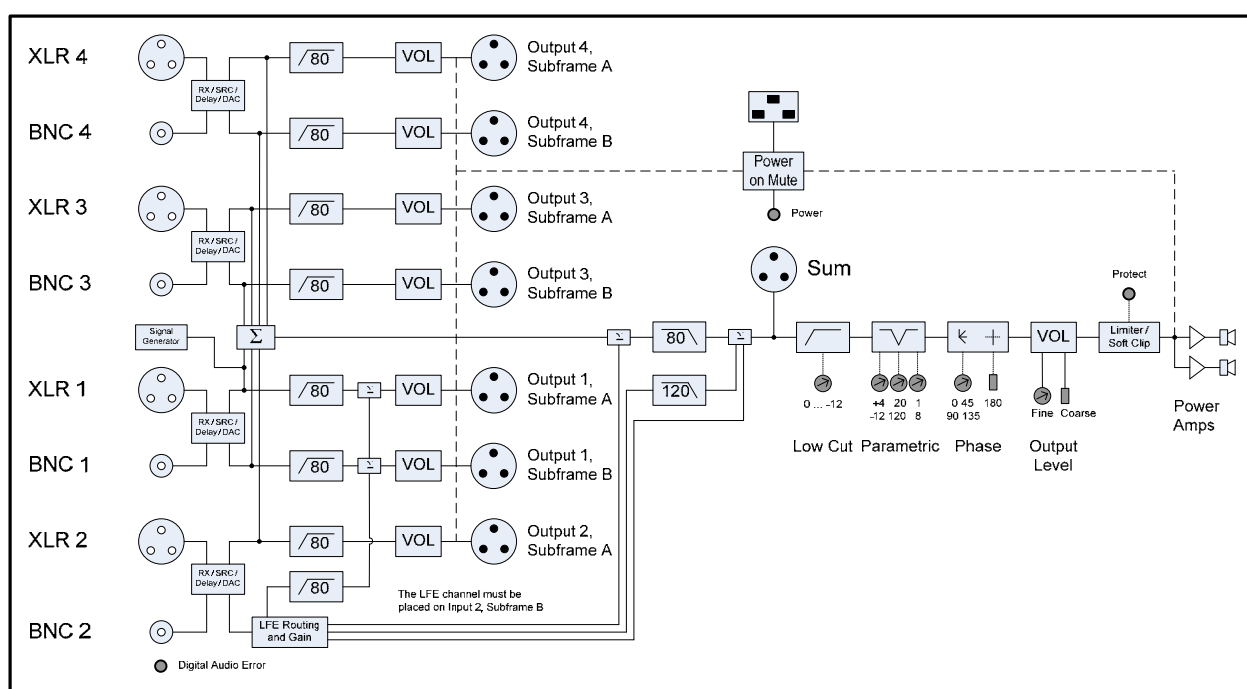 XLR 4
RX / SRC /
Delay / DAC
80
VOL
Output 4,
Subframe A
BNC 4
80
VOL
Output 4,
Subframe B
Power
on Mute
Power
XLR 3
RX / SRC /
Delay / DAC
80
VOL
Output 3,
Subframe A
BNC 3
80
VOL
Output 3,
Subframe B
Sum
Protect
Signal
Generator
Σ
Σ
80
Σ
VOL
Limiter /
Soft Clip
XLR 1
RX / SRC /
Delay / DAC
80
Σ
VOL
Output 1,
Subframe A
120
0 ... -12
+4 20 1
-12 120 8
0 45 180
90 135
Fine Coarse
Power
Amps
Low Cut
Parametric
Phase
Output
Level
BNC 1
80
Σ
VOL
Output 1,
Subframe B
XLR 2
RX / SRC /
Delay / DAC
80
VOL
Output 2,
Subframe A
80
The LFE channel must be
placed on Input 2, Subframe B
BNC 2
LFE Routing
and Gain
Digital Audio Error